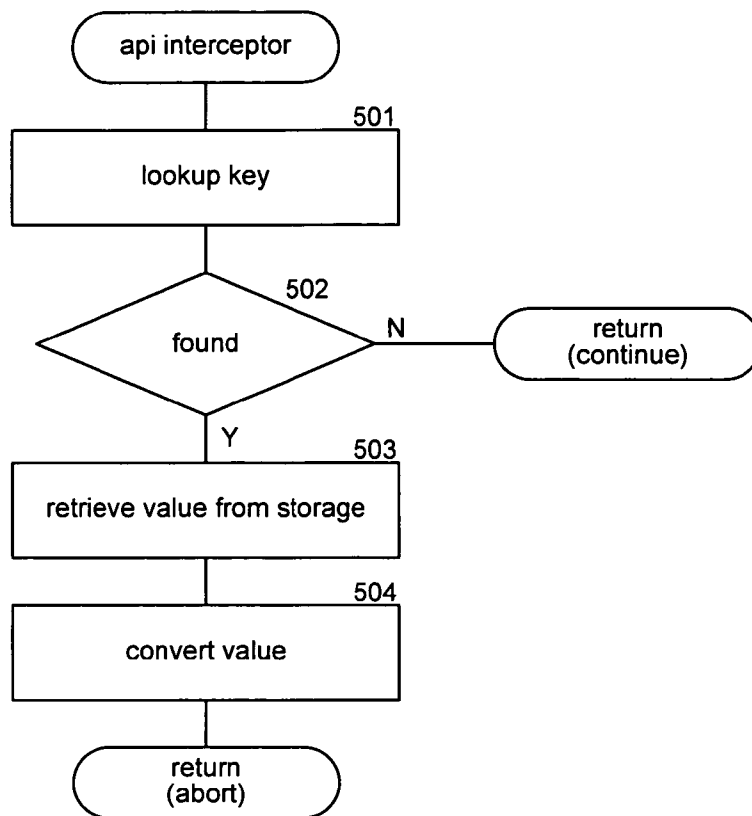 api interceptor
501
lookup key
502
found
N
return
(continue)
Y
503
retrieve value from storage
504
convert value
return
(abort)